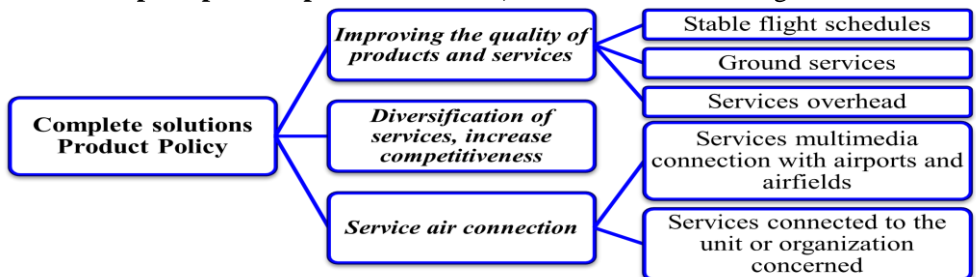 Complete solutions
Product Policy
Improving the quality of
products and services
Stable flight schedules
Ground services
Services overhead
Diversification of
services, increase
competitiveness
Service air connection
Services multimedia
connection with airports and
airfields
Services connected to the
unit or organization
concerned